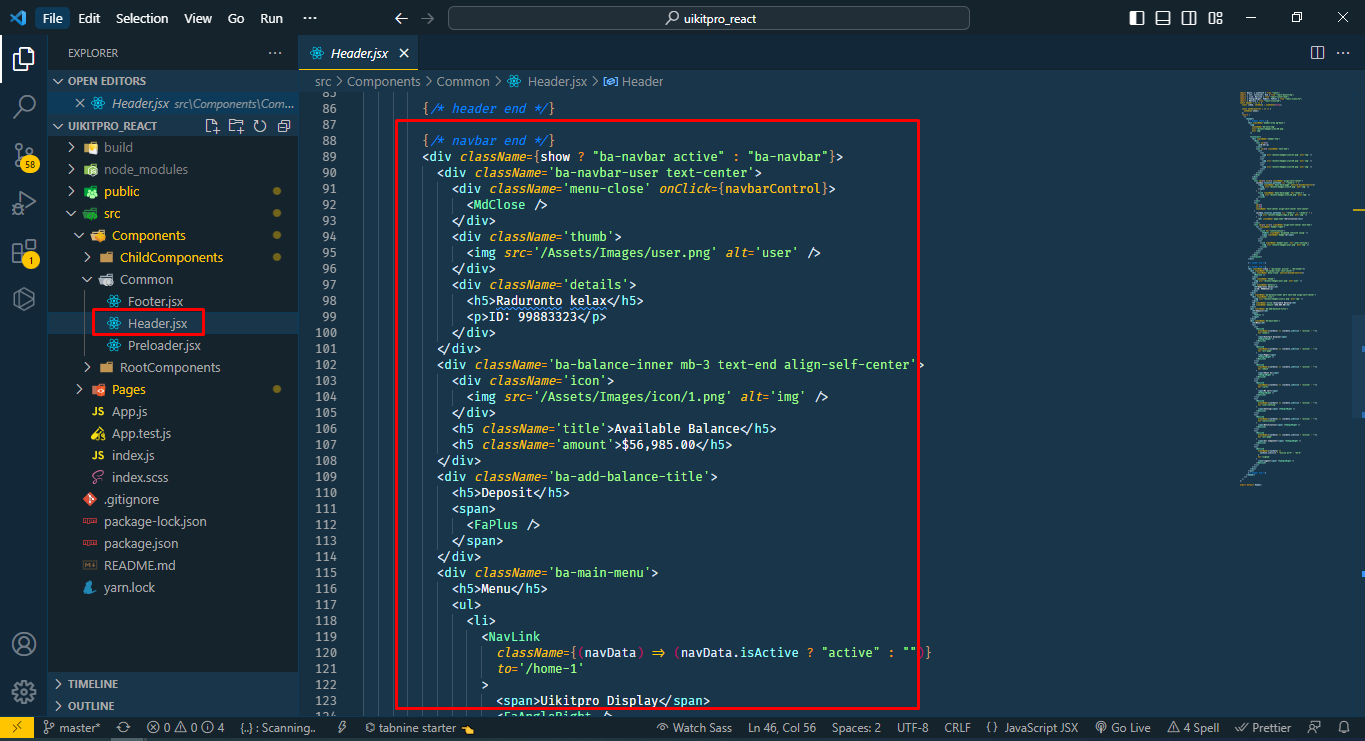 File Edit Selection View Go Run ··· uikitpro_react
EXPLORER ···
OPEN EDITORS
Header.jsx src\Components\Com...
UIKITPRO_REACT
build
node_modules
public
src
Components
ChildComponents
Common
Footer.jsx
Header.jsx
Preloader.jsx
RootComponents
Pages
JS App.js
App.test.js
JS index.js
index.scss
.gitignore
package-lock.json
package.json
README.md
yarn.lock
TIMELINE
OUTLINE
58
1
Header.jsx
src > Components > Common > Header.jsx > Header
85
86 {/* header end */}
87
88 {/* navbar end */}
89 <div className={show ? "ba-navbar active" : "ba-navbar"}>
90 <div className='ba-navbar-user text-center'>
91 <div className='menu-close' onClick={navbarControl}>
92 <MdClose />
93 </div>
94 <div className='thumb'>
95 <img src='/Assets/Images/user.png' alt='user' />
96 </div>
97 <div className='details'>
98 <h5>Raduronto kelax</h5>
99 <p>ID: 99883323</p>
100 </div>
101 </div>
102 <div className='ba-balance-inner mb-3 text-end align-self-center'>
103 <div className='icon'>
104 <img src='/Assets/Images/icon/1.png' alt='img' />
105 </div>
106 <h5 className='title'>Available Balance</h5>
107 <h5 className='amount'>$56,985.00</h5>
108 </div>
109 <div className='ba-add-balance-title'>
110 <h5>Deposit</h5>
111 <span>
112 <FaPlus />
113 </span>
114 </div>
115 <div className='ba-main-menu'>
116 <h5>Menu</h5>
117 <ul>
118 <li>
119 <NavLink
120 className={(navData) => (navData.isActive ? "active" : "")}
121 to='/home-1'
122 >
123 <span>Uikitpro Display</span>
124 <FaAngleRight />
master* 0 0 4 {..} : Scanning.. tabnine starter Watch Sass Ln 46, Col 56 Spaces: 2 UTF-8 CRLF {} JavaScript JSX Go Live 4 Spell Prettier